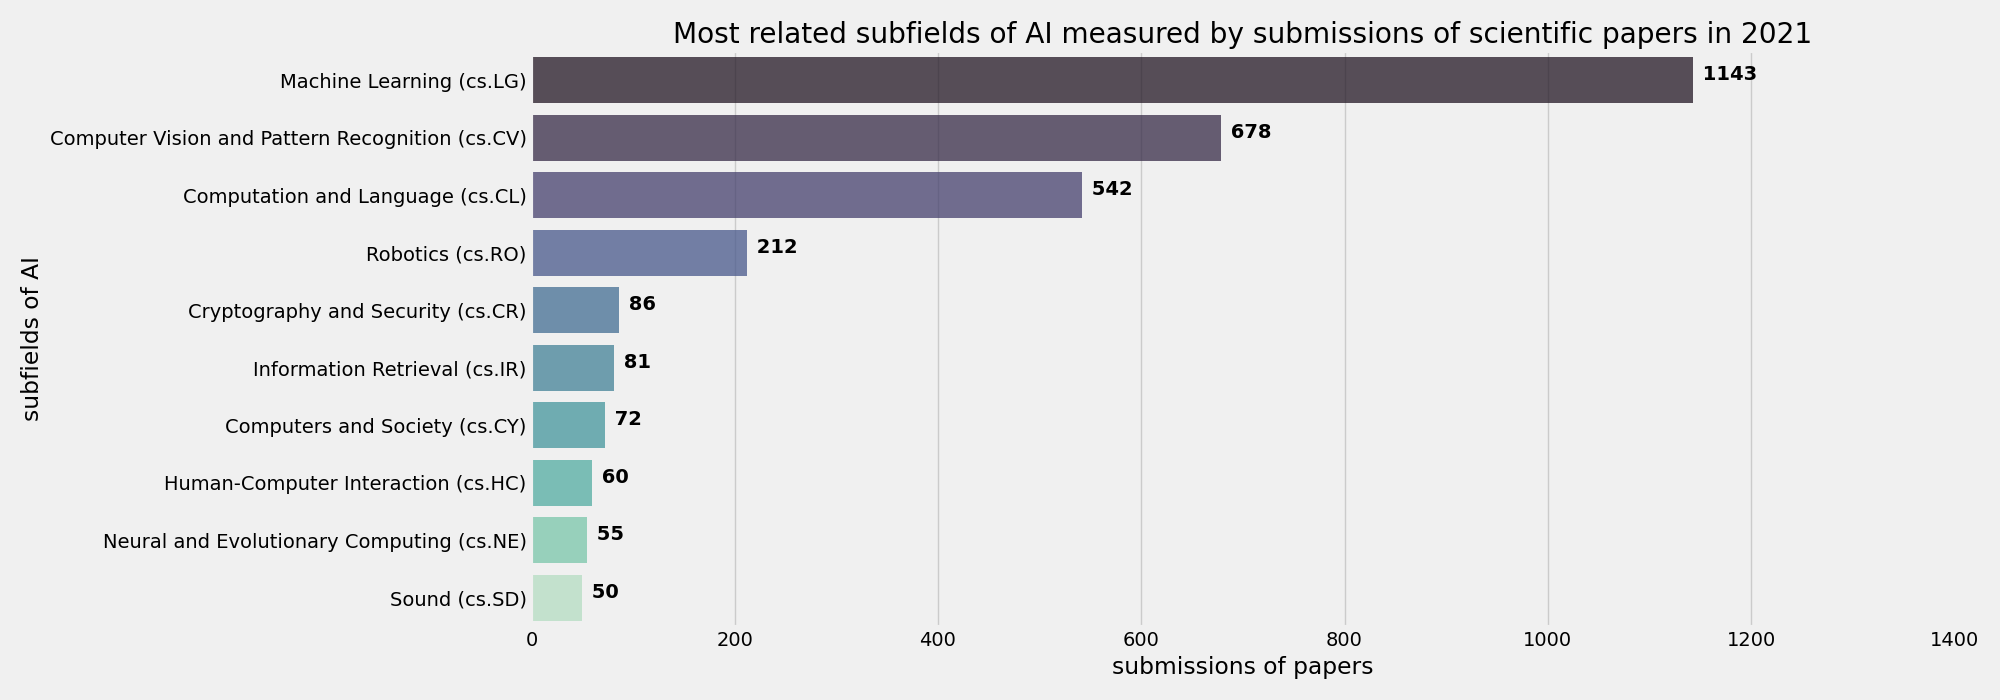 Most related subfields of AI measured by submissions of scientific papers in 2021
Machine Learning (cs.LG) 1143
Computer Vision and Pattern Recognition (cs.CV) 678
Computation and Language (cs.CL) 542
Robotics (cs.RO) 212
Cryptography and Security (cs.CR) 86
Information Retrieval (cs.IR) 81
Computers and Society (cs.CY) 72
Human-Computer Interaction (cs.HC) 60
Neural and Evolutionary Computing (cs.NE) 55
Sound (cs.SD) 50
subfields of AI
0 200 400 600 800 1000 1200 1400
submissions of papers